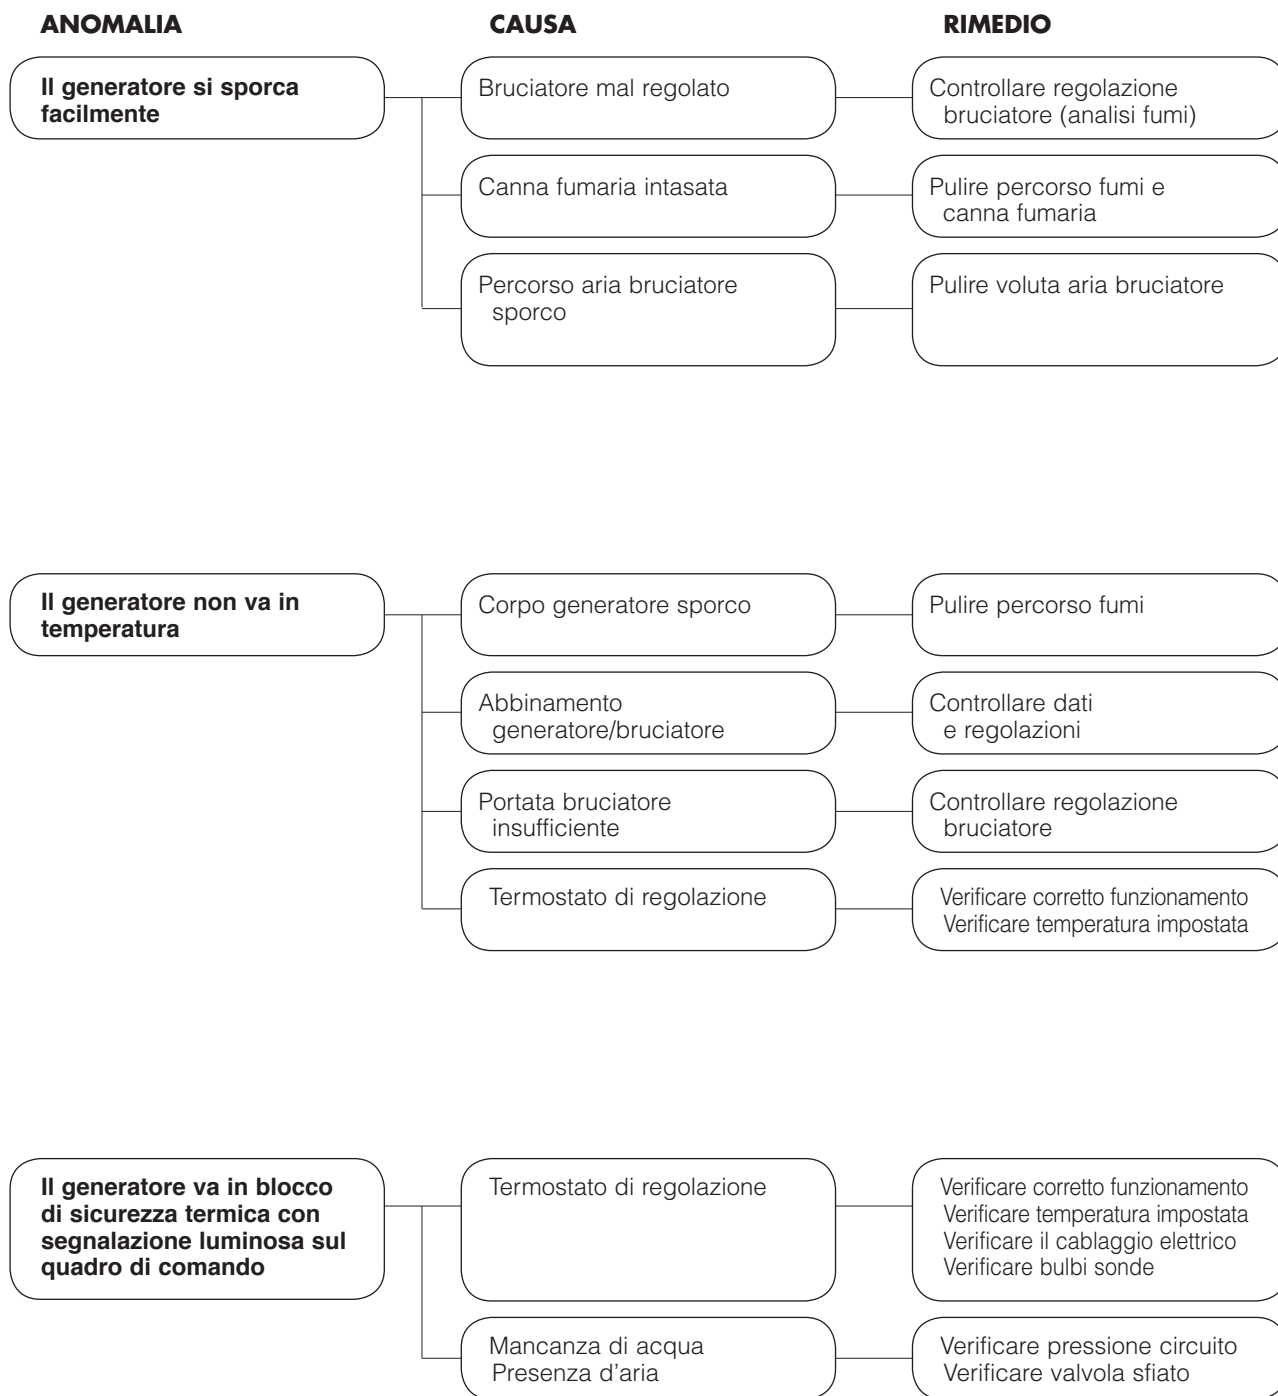 ANOMALIA CAUSA RIMEDIO
Il generatore si sporca
facilmente
Bruciatore mal regolato
Controllare regolazione
bruciatore (analisi fumi)
Canna fumaria intasata
Pulire percorso fumi e
canna fumaria
Percorso aria bruciatore
sporco
Pulire voluta aria bruciatore
Il generatore non va in
temperatura
Corpo generatore sporco
Pulire percorso fumi
Abbinamento
generatore/bruciatore
Controllare dati
e regolazioni
Portata bruciatore
insufficiente
Controllare regolazione
bruciatore
Termostato di regolazione
Verificare corretto funzionamento
Verificare temperatura impostata
Il generatore va in blocco
di sicurezza termica con
segnalazione luminosa sul
quadro di comando
Termostato di regolazione
Verificare corretto funzionamento
Verificare temperatura impostata
Verificare il cablaggio elettrico
Verificare bulbi sonde
Mancanza di acqua
Presenza d'aria
Verificare pressione circuito
Verificare valvola sfiato